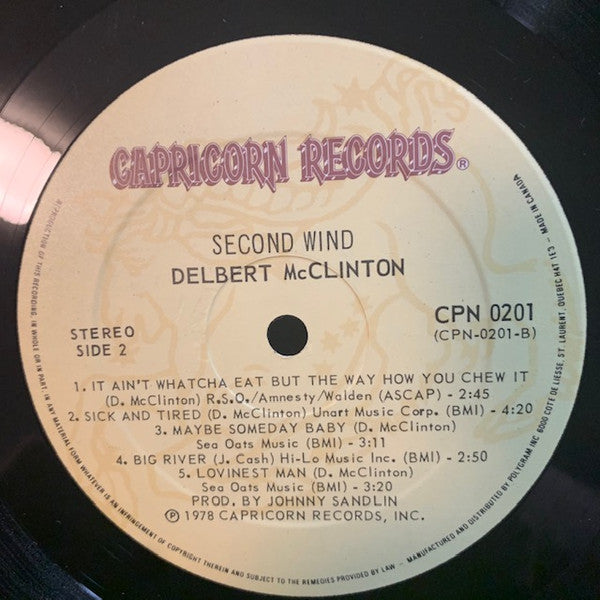 CAPRICORN RECORDS®
SECOND WIND
DELBERT McCLINTON
STEREO
SIDE 2
CPN 0201
(CPN-0201-B)
1. IT AIN'T WHATCHA EAT BUT THE WAY HOW YOU CHEW IT
(D. McClinton) R.S.O./Amnesty/Walden (ASCAP) - 2:45
2. SICK AND TIRED (D. McClinton) Unart Music Corp. (BMI) - 4:20
3. MAYBE SOMEDAY BABY (D. McClinton)
Sea Oats Music (BMI) - 3:11
4. BIG RIVER (J. Cash) Hi-Lo Music Inc. (BMI) - 2:50
5. LOVINEST MAN (D. McClinton)
Sea Oats Music (BMI) - 3:20
PROD. BY JOHNNY SANDLIN
℗ 1978 CAPRICORN RECORDS, INC.
REPRODUCTION OF THIS RECORDING, IN WHOLE OR IN PART, IN ANY MATERIAL FORM WHATEVER IS AN INFRINGEMENT OF COPYRIGHT THEREIN AND SUBJECT TO THE REMEDIES PROVIDED BY LAW - MANUFACTURED AND DISTRIBUTED BY POLYGRAM INC 6000 COTE DE LIESSE, ST. LAURENT, QUEBEC H4T 1E3 - MADE IN CANADA